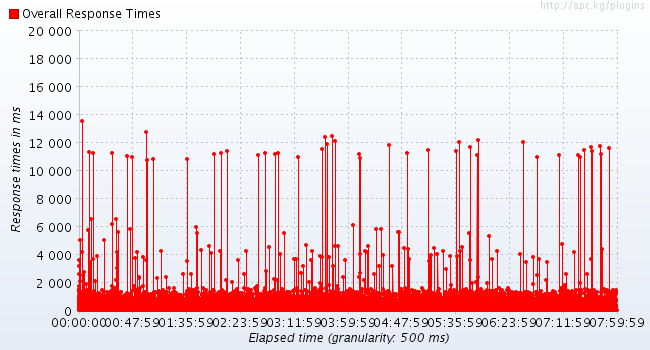 http://apc.kg/plugins
Overall Response Times
20 000
18 000
16 000
14 000
12 000
10 000
8 000
6 000
4 000
2 000
0
Response times in ms
00:00:00 00:47:59 01:35:59 02:23:59 03:11:59 03:59:59 04:47:59 05:35:59 06:23:59 07:11:59 07:59:59
Elapsed time (granularity: 500 ms)